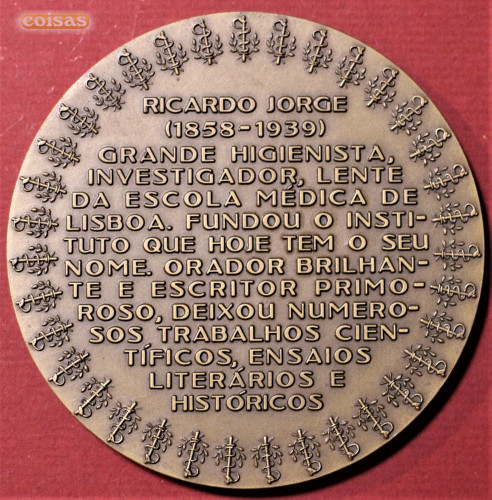 coisas
RICARDO JORGE
(1858-1939)
GRANDE HIGIENISTA,
INVESTIGADOR, LENTE
DA ESCOLA MÉDICA DE
LISBOA. FUNDOU O INSTI-
TUTO QUE HOJE TEM O SEU
NOME. ORADOR BRILHAN-
TE E ESCRITOR PRIMO-
ROSO, DEIXOU NUMERO-
SOS TRABALHOS CIEN-
TÍFICOS, ENSAIOS
LITERÁRIOS E
HISTÓRICOS